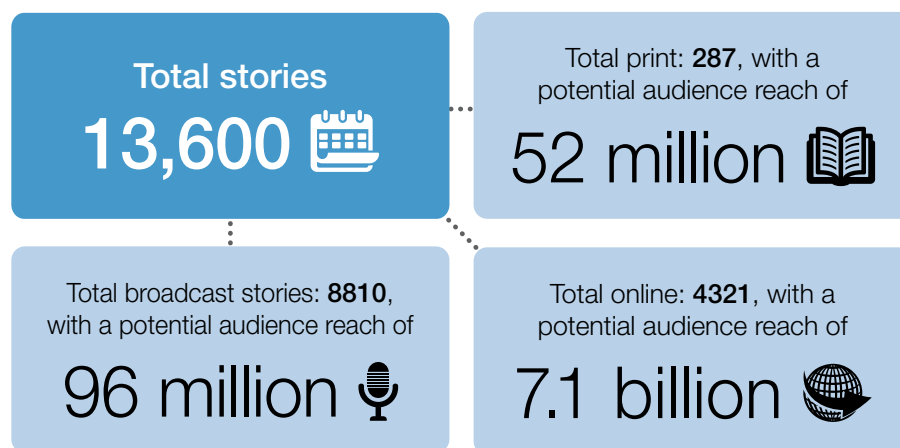 Total stories
13,600
Total print: 287, with a
potential audience reach of
52 million
Total broadcast stories: 8810,
with a potential audience reach of
96 million
Total online: 4321, with a
potential audience reach of
7.1 billion